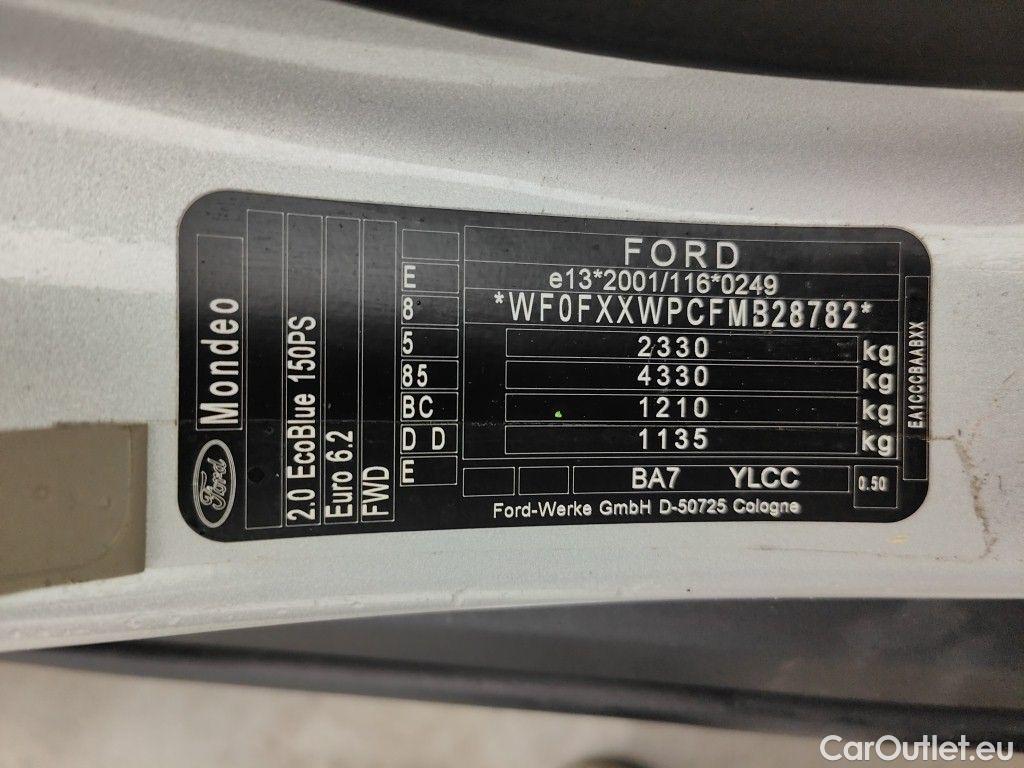 FORD
e13*2001/116*0249
*WF0FXXWPCFMB28782*
2330 kg
4330 kg
1210 kg
1135 kg
BA7 YLCC 0.50
Ford-Werke GmbH D-50725 Cologne
E
8
5
85
BC
D D
E
Ford
Mondeo
2.0 EcoBlue 150PS
Euro 6.2
FWD
EA1CCCBAABXX
CarOutlet.eu